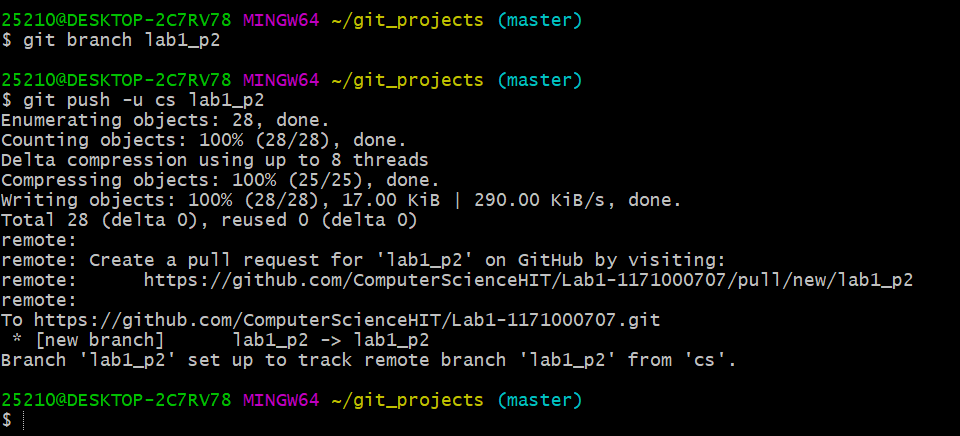 25210@DESKTOP-2C7RV78 MINGW64 ~/git_projects (master)
$ git branch lab1_p2
25210@DESKTOP-2C7RV78 MINGW64 ~/git_projects (master)
$ git push -u cs lab1_p2
Enumerating objects: 28, done.
Counting objects: 100% (28/28), done.
Delta compression using up to 8 threads
Compressing objects: 100% (25/25), done.
Writing objects: 100% (28/28), 17.00 KiB | 290.00 KiB/s, done.
Total 28 (delta 0), reused 0 (delta 0)
remote:
remote: Create a pull request for 'lab1_p2' on GitHub by visiting:
remote:      https://github.com/ComputerScienceHIT/Lab1-1171000707/pull/new/lab1_p2
remote:
To https://github.com/ComputerScienceHIT/Lab1-1171000707.git
 * [new branch]      lab1_p2 -> lab1_p2
Branch 'lab1_p2' set up to track remote branch 'lab1_p2' from 'cs'.
25210@DESKTOP-2C7RV78 MINGW64 ~/git_projects (master)
$